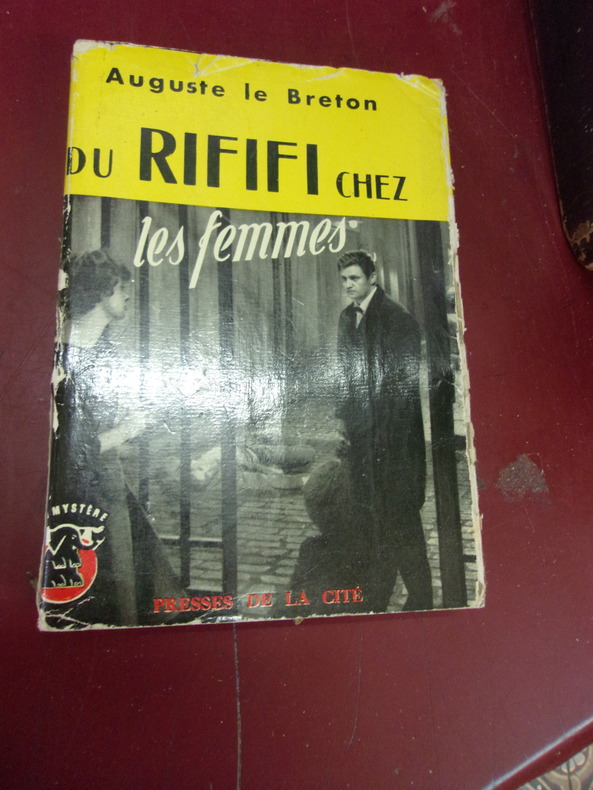 Auguste le Breton
DU RIFIFI CHEZ
les femmes
MYSTÈRE
PRESSES DE LA CITÉ